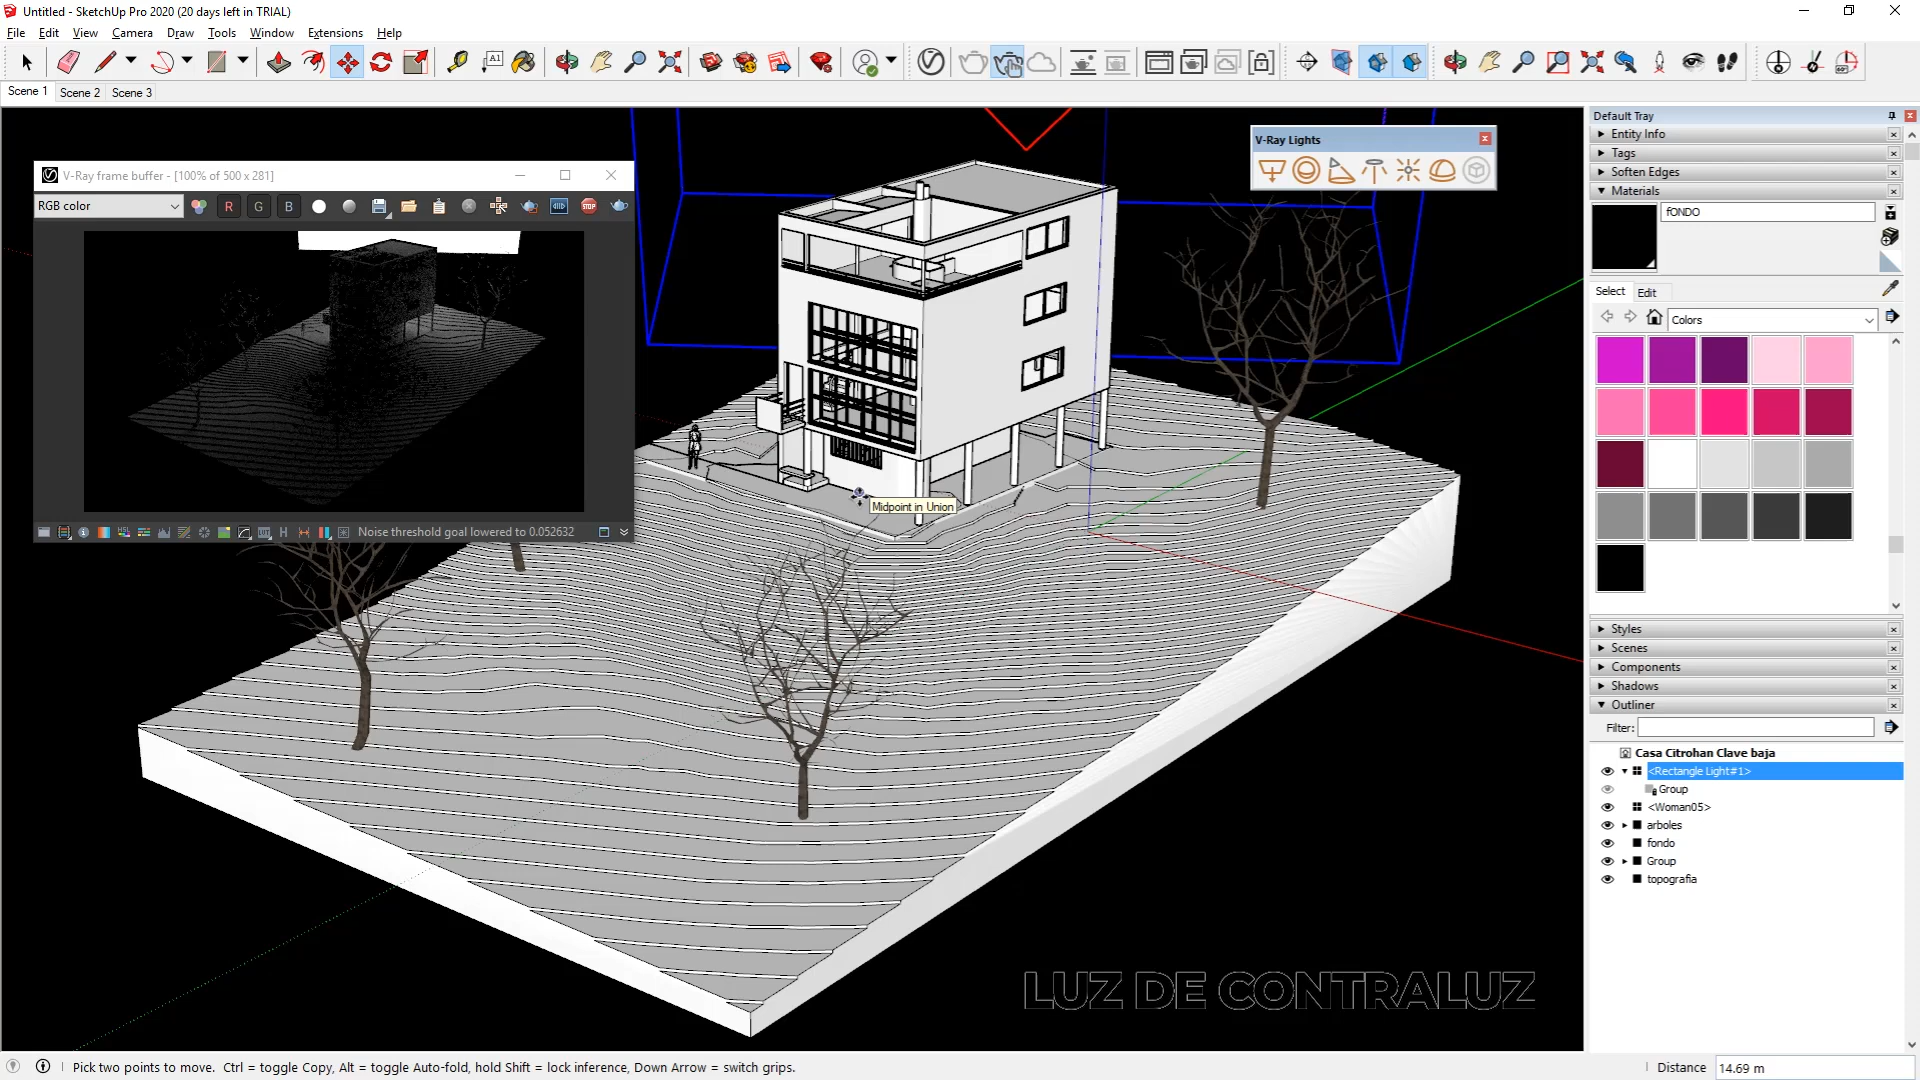 Untitled - SketchUp Pro 2020 (20 days left in TRIAL)
File Edit View Camera Draw Tools Window Extensions Help
A1
Scene 1 Scene 2 Scene 3
V-Ray frame buffer - [100% of 500 x 281]
RGB color
R G B
STOP
HSL
LUT
H
Noise threshold goal lowered to 0.052632
V-Ray Lights
Midpoint in Union
LUZ DE CONTRALUZ
Default Tray
Entity Info
Tags
Soften Edges
Materials
fONDO
Select Edit
Colors
Styles
Scenes
Components
Shadows
Outliner
Filter:
Casa Citrohan Clave baja
<Rectangle Light#1>
Group
<Woman05>
arboles
fondo
Group
topografia
Pick two points to move. Ctrl = toggle Copy, Alt = toggle Auto-fold, hold Shift = lock inference, Down Arrow = switch grips.
Distance 14.69 m